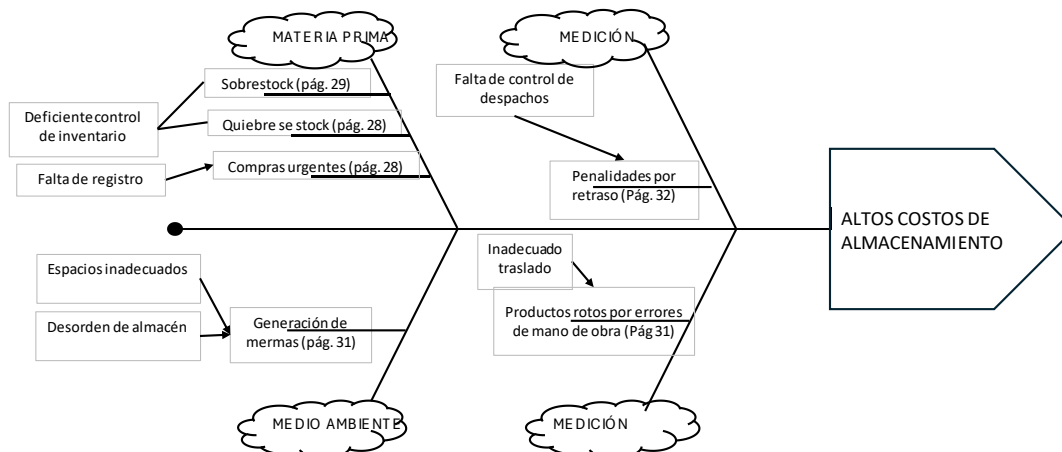 MATERIA PRIMA
MEDICIÓN
Sobrestock (pág. 29)
Falta de control de
despachos
Deficiente control
de inventario
Quiebre se stock (pág. 28)
Falta de registro
Compras urgentes (pág. 28)
Penalidades por
retraso (Pág. 32)
ALTOS COSTOS DE
ALMACENAMIENTO
Espacios inadecuados
Inadecuado
traslado
Desorden de almacén
Generación de
mermas (pág. 31)
Productos rotos por errores
de mano de obra (Pág 31)
MEDIO AMBIENTE
MEDICIÓN